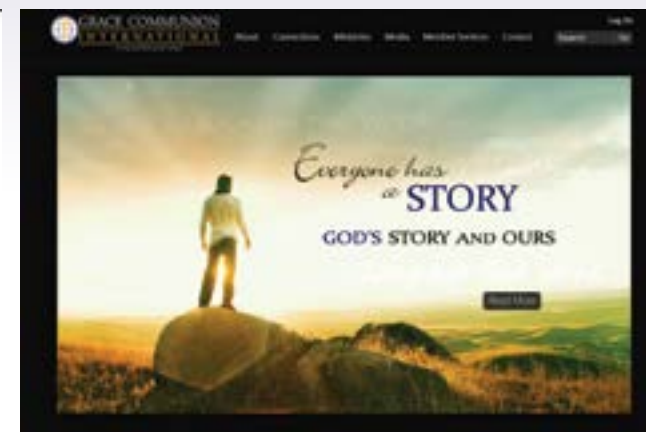 GRACE COMMUNION
INTERNATIONAL
Log In
About Connections Ministries Media Member Services Contact
Search Go
Everyone has
a STORY
GOD'S STORY AND OURS
Read More